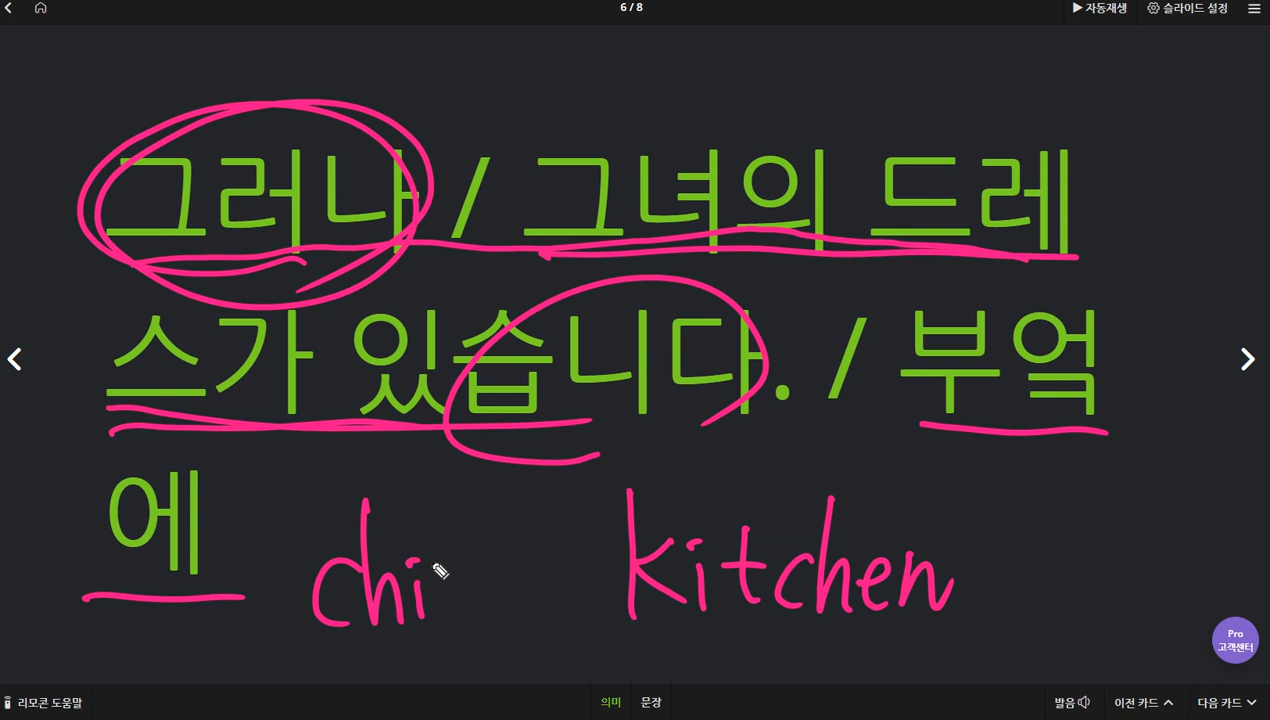 6 / 8
자동재생
슬라이드 설정
그러나 / 그녀의 드레
스가 있습니다. / 부엌
에
chi kitchen
Pro
고객센터
리모콘 도움말
의미
문장
발음
이전 카드
다음 카드